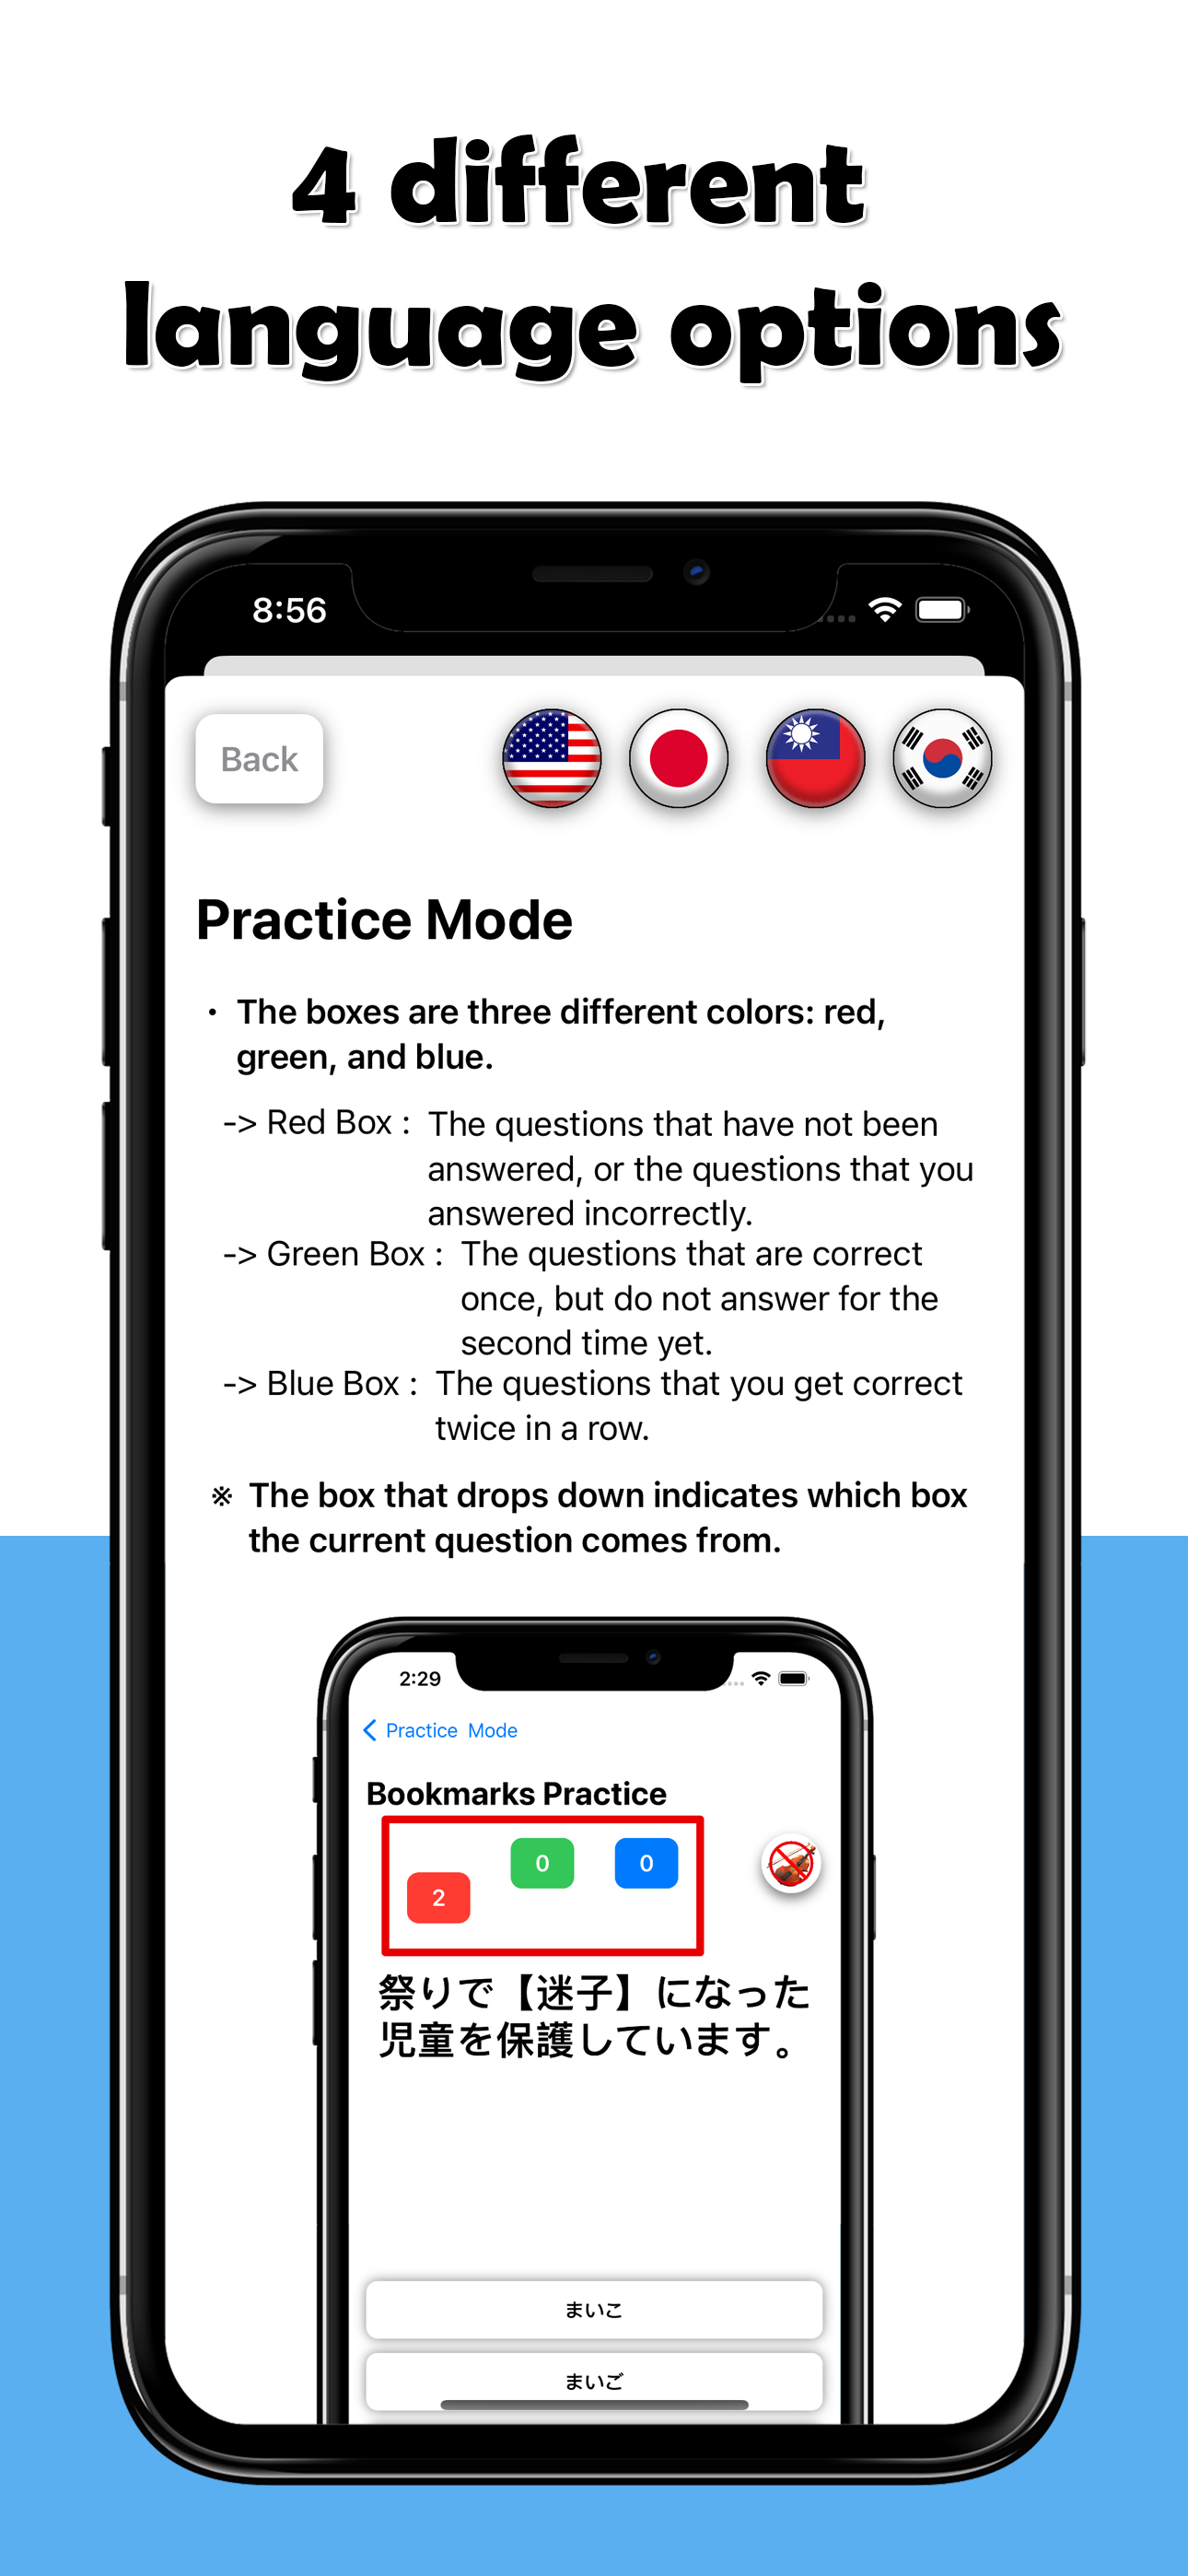 4 different
language options
8:56
Back
Practice Mode
・ The boxes are three different colors: red,
green, and blue.
-> Red Box : The questions that have not been
answered, or the questions that you
answered incorrectly.
-> Green Box : The questions that are correct
once, but do not answer for the
second time yet.
-> Blue Box : The questions that you get correct
twice in a row.
※ The box that drops down indicates which box
the current question comes from.
2:29
Practice Mode
Bookmarks Practice
2 0 0
祭りで【迷子】になった
児童を保護しています。
まいこ
まいご